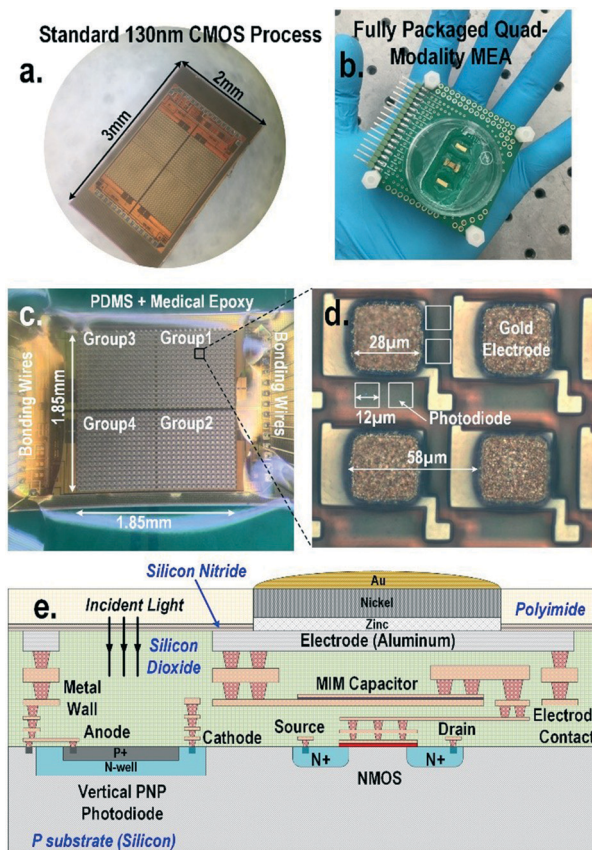 Standard 130nm CMOS Process
a.
2mm
3mm
Fully Packaged Quad-
Modality MEA
b.
c.
PDMS + Medical Epoxy
Group3 Group1
Group4 Group2
Bonding Wires
Bonding Wires
1.85mm
1.85mm
d.
28µm
Gold
Electrode
12µm
Photodiode
58µm
e.
Silicon Nitride
Incident Light
Silicon
Dioxide
Au
Nickel
Zinc
Polyimide
Electrode (Aluminum)
Metal
Wall
MIM Capacitor
Anode
Cathode
Source
Drain
Electrod
Contact
P+
N-well
N+
N+
Vertical PNP
Photodiode
NMOS
P substrate (Silicon)